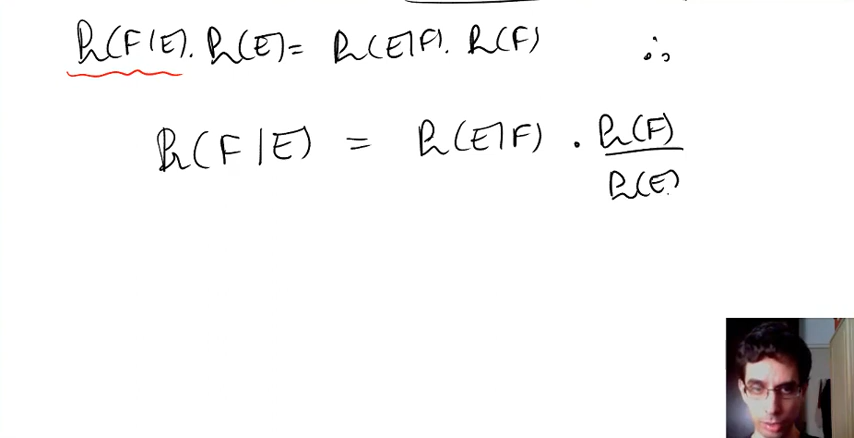 Pr(F|E). Pr(E) = Pr(E|F). Pr(F) ∴
Pr(F|E) = Pr(E|F) . Pr(F)/Pr(E)